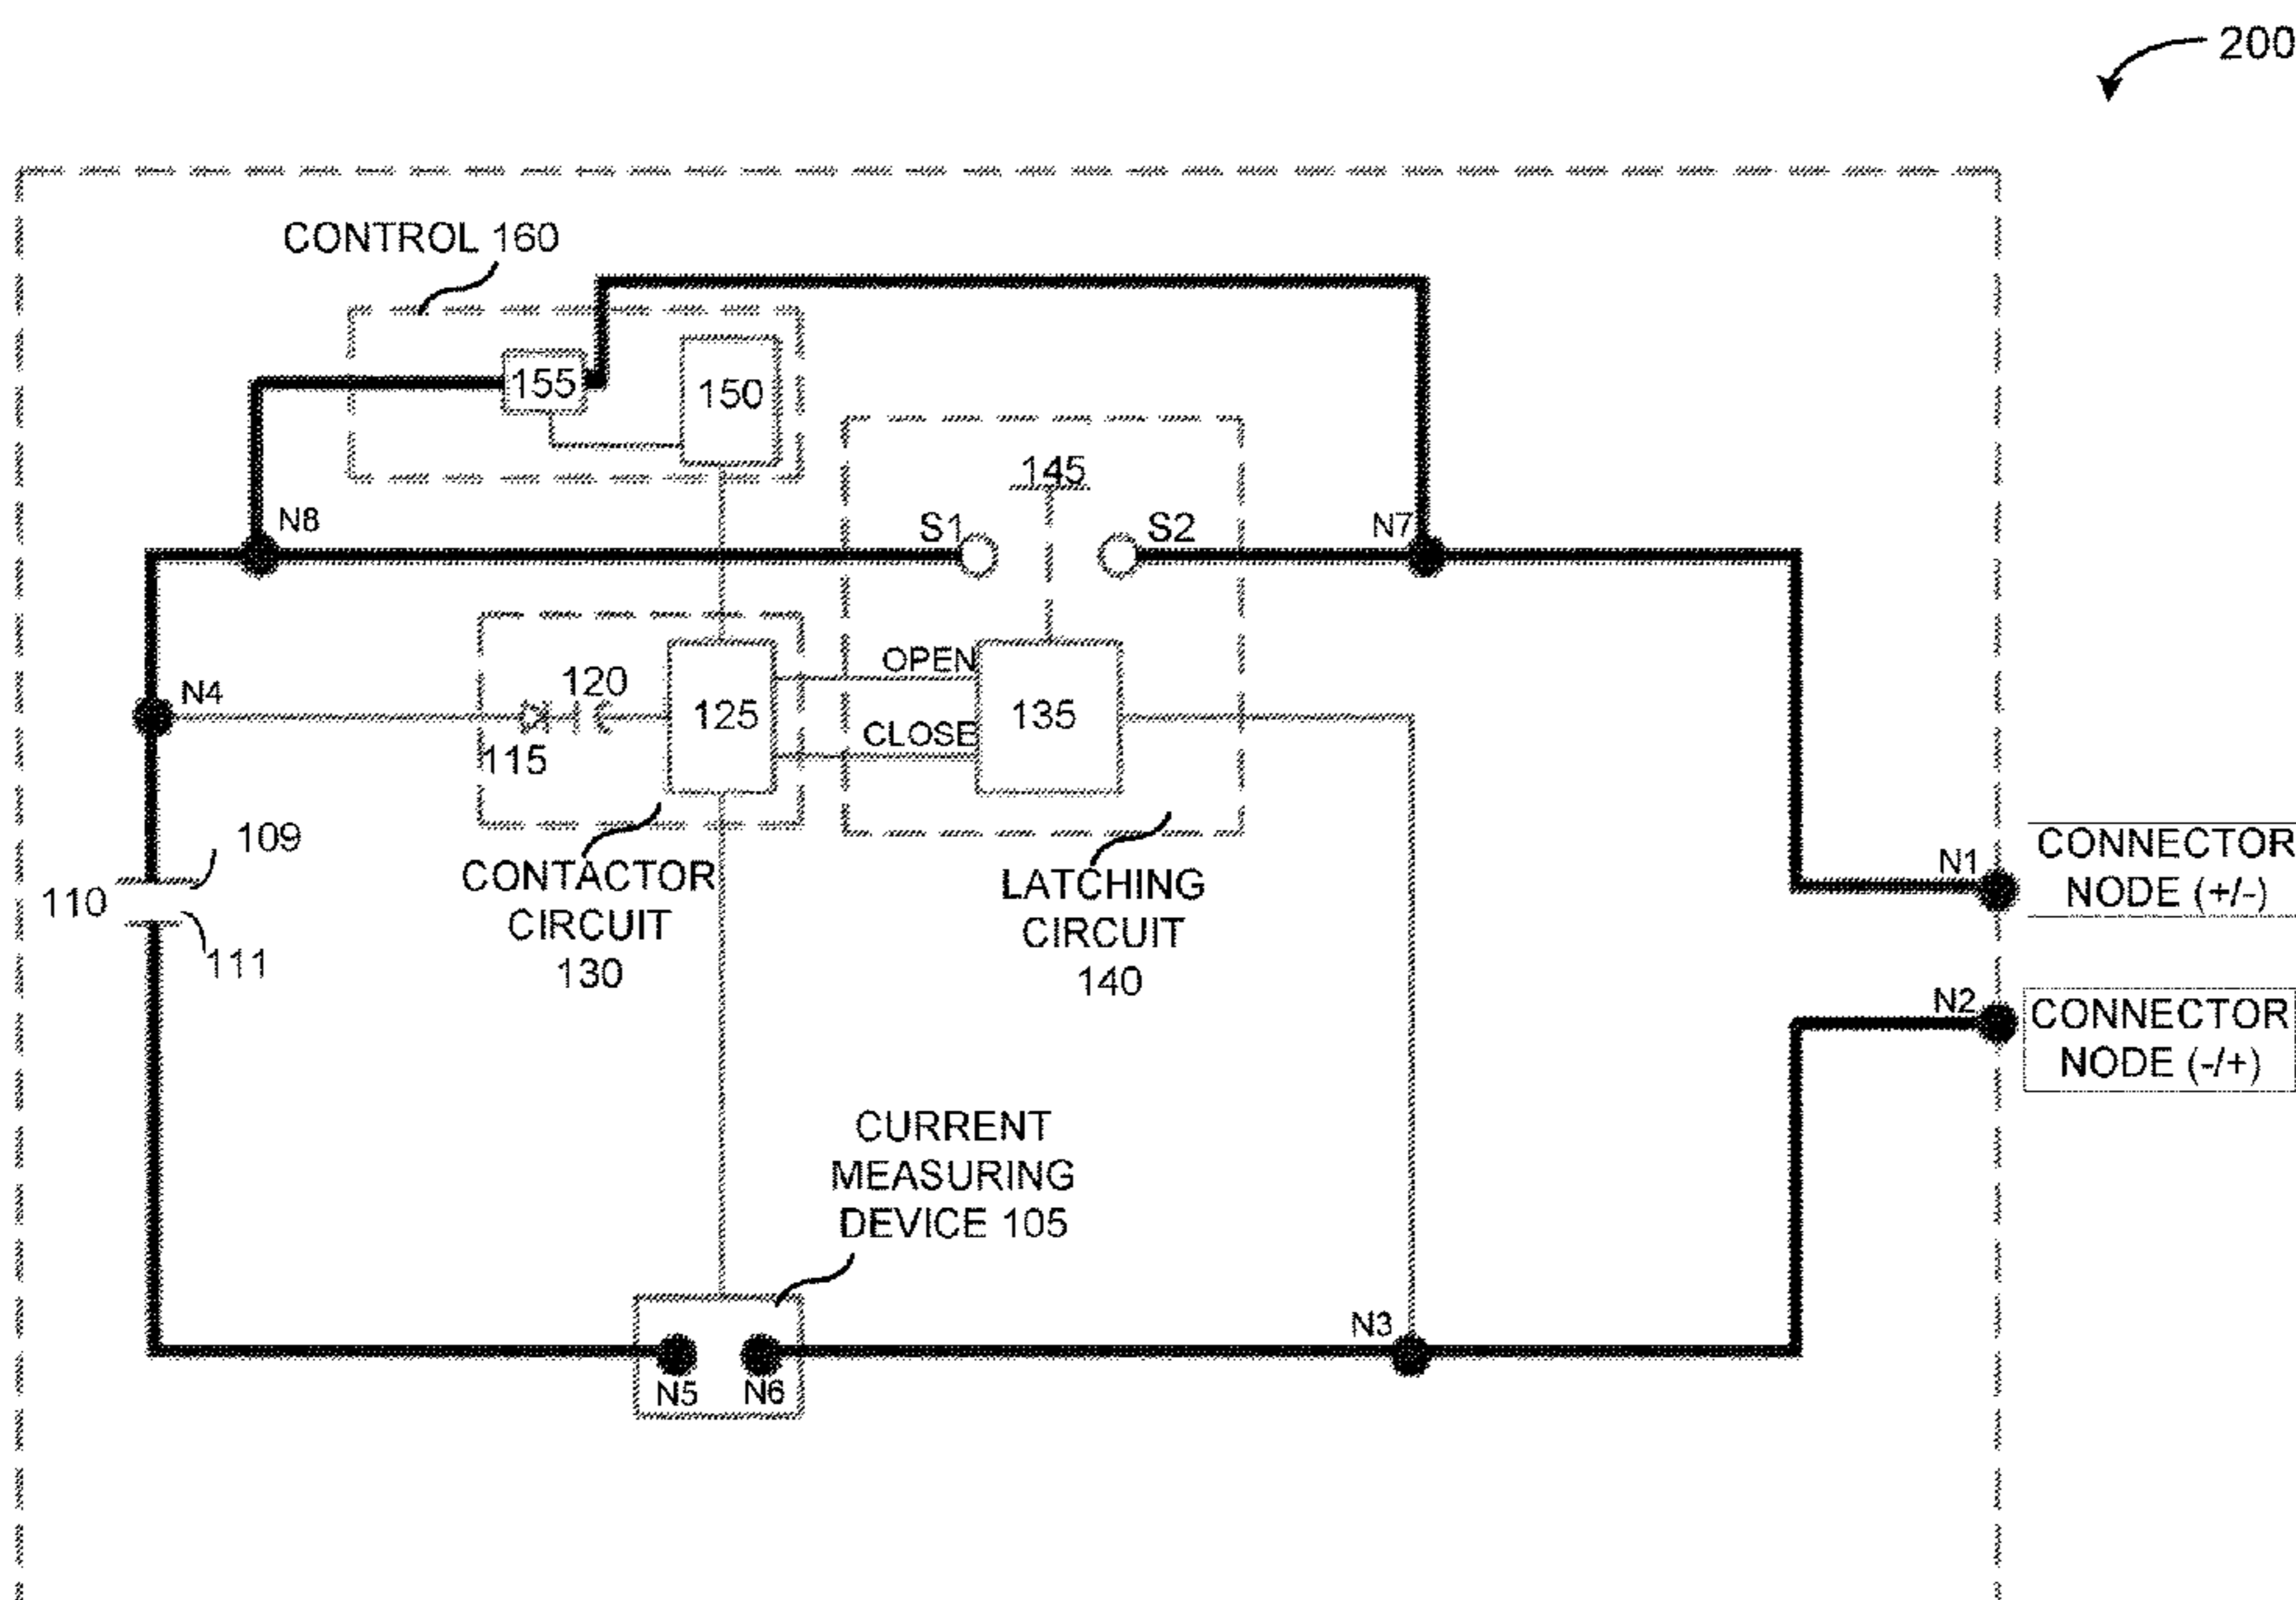 200
CONTROL 160
155
150
145
N8
S1
S2
N7
OPEN
N4
120
125
135
CLOSE
115
109
CONTACTOR
CIRCUIT
130
LATCHING
CIRCUIT
140
N1
CONNECTOR
NODE (+/-)
110
111
N2
CONNECTOR
NODE (-/+)
CURRENT
MEASURING
DEVICE 105
N3
N5
N6